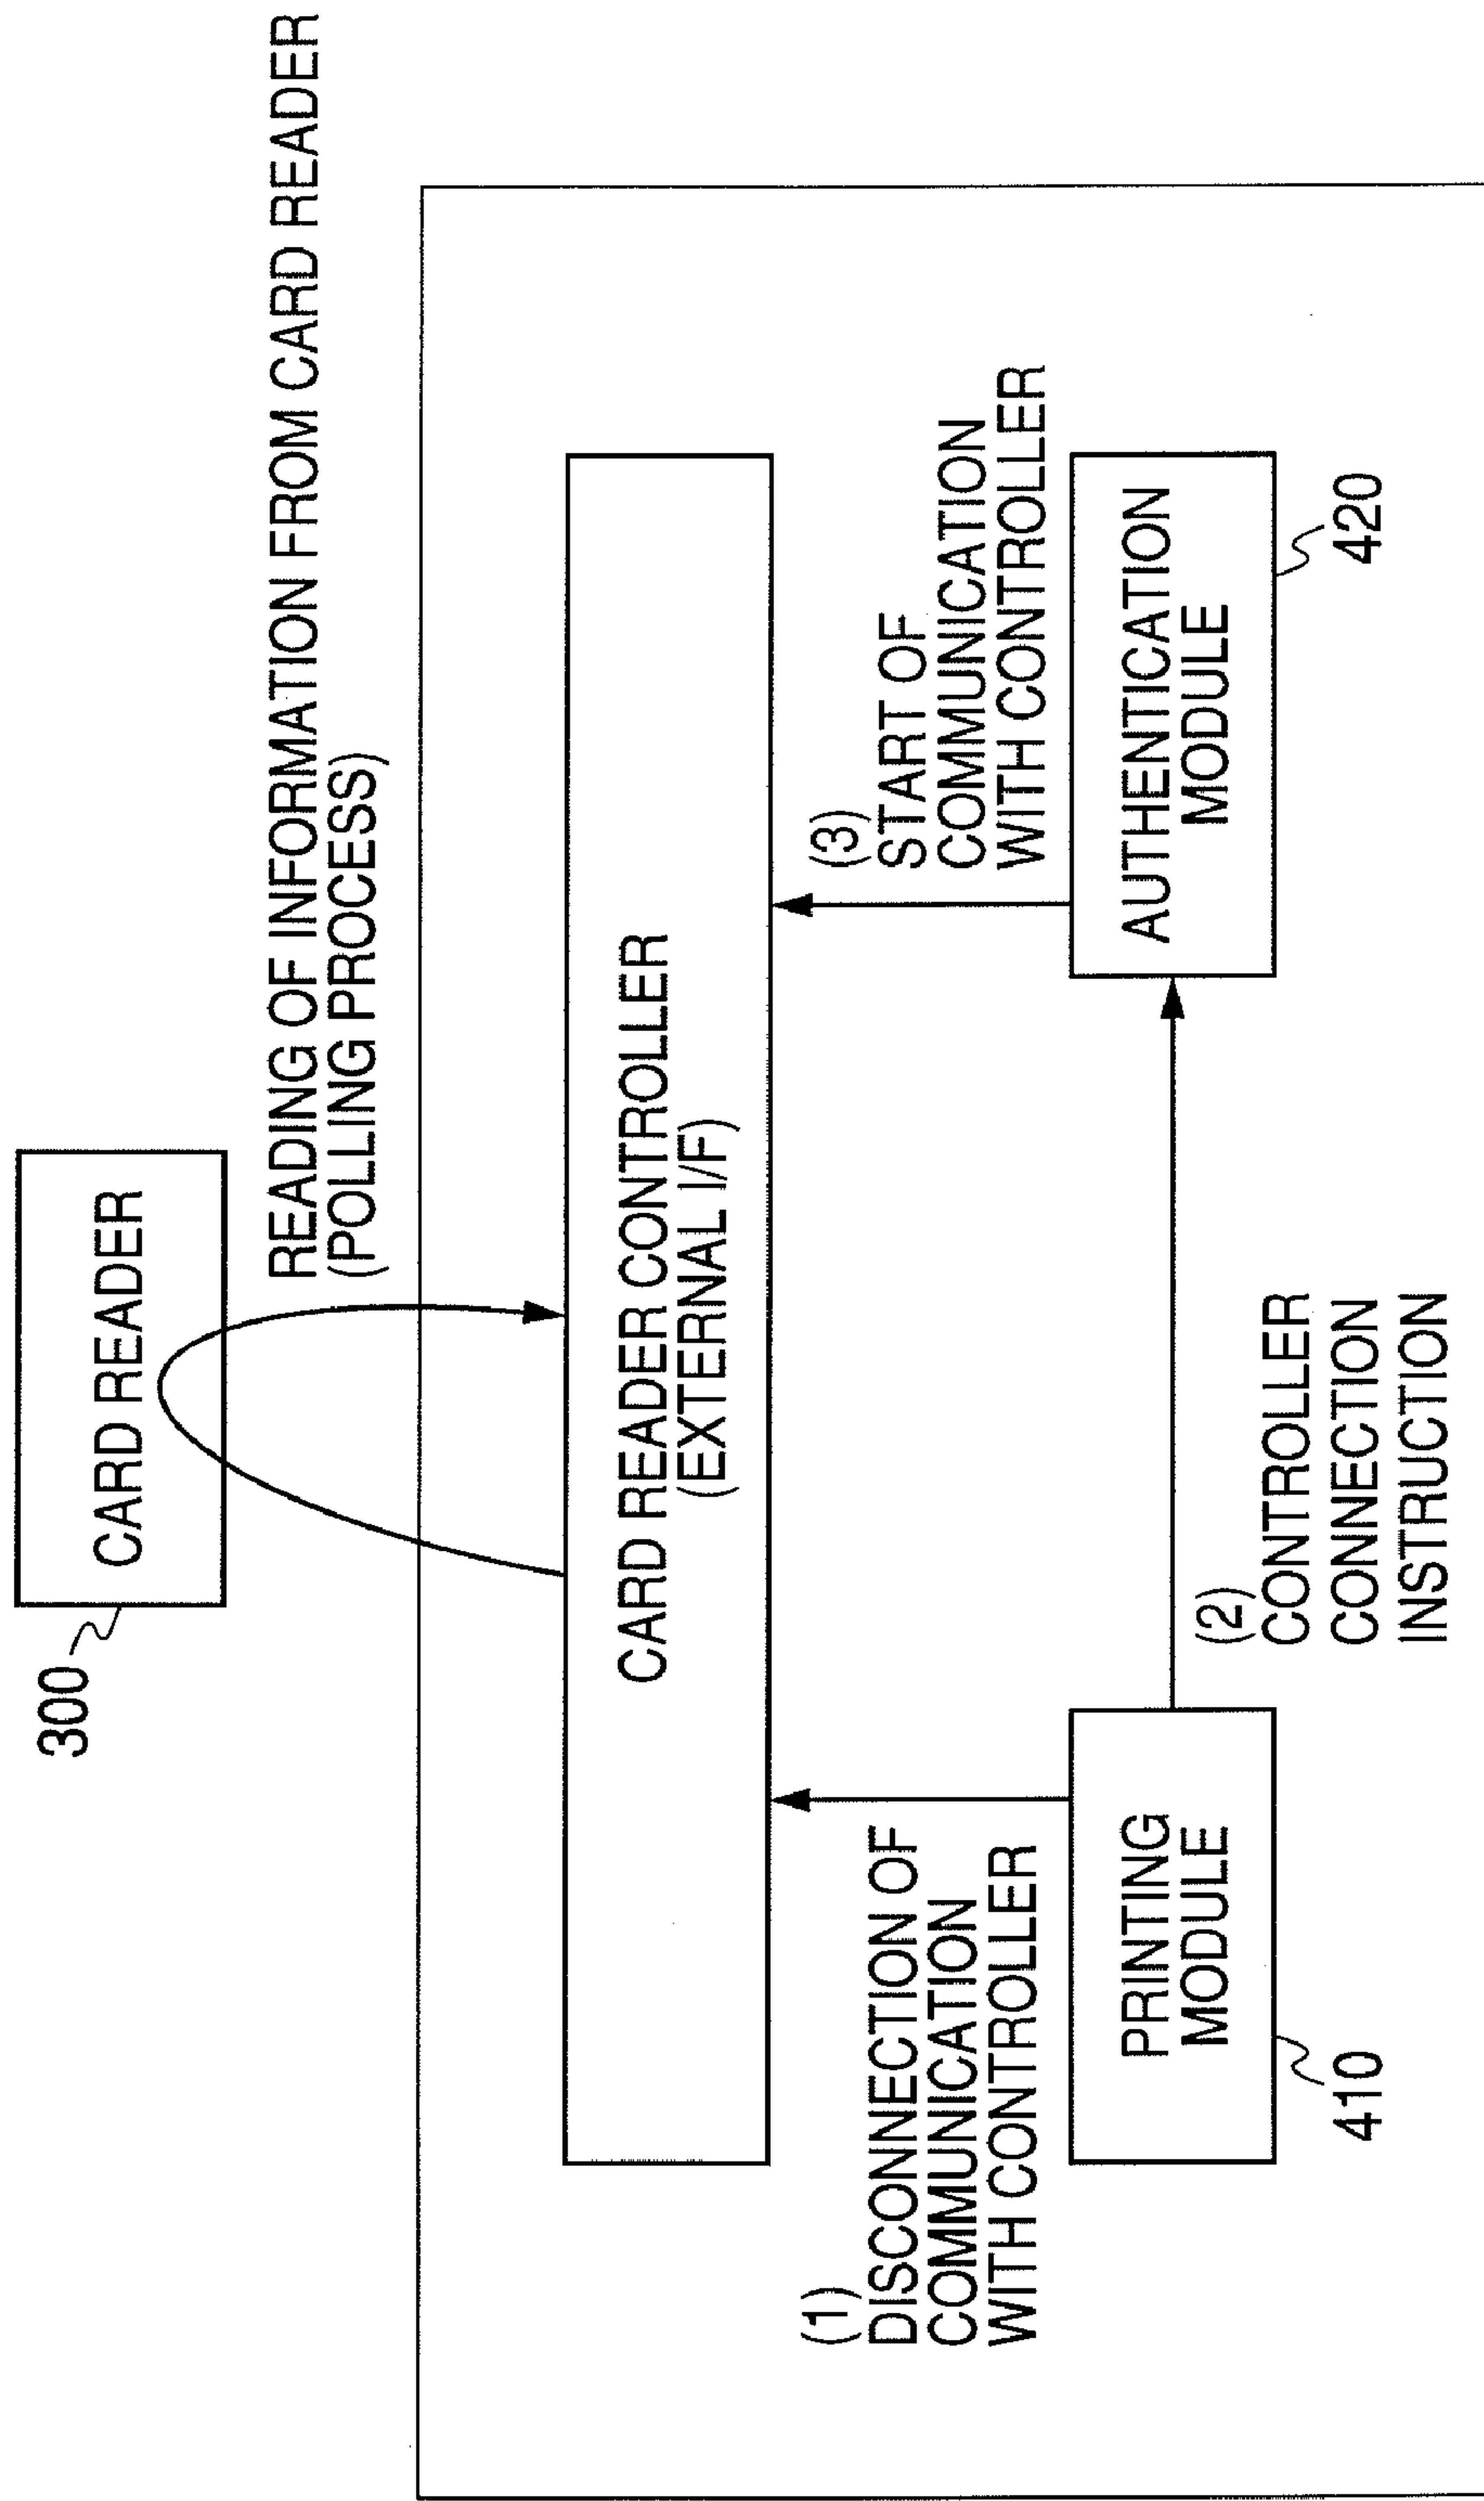 300
CARD READER
READING OF INFORMATION FROM CARD READER
(POLLING PROCESS)
CARD READER CONTROLLER
(EXTERNAL I/F)
(1)
DISCONNECTION OF
COMMUNICATION
WITH CONTROLLER
(3)
START OF
COMMUNICATION
WITH CONTROLLER
PRINTING
MODULE
410
(2)
CONTROLLER
CONNECTION
INSTRUCTION
AUTHENTICATION
MODULE
420